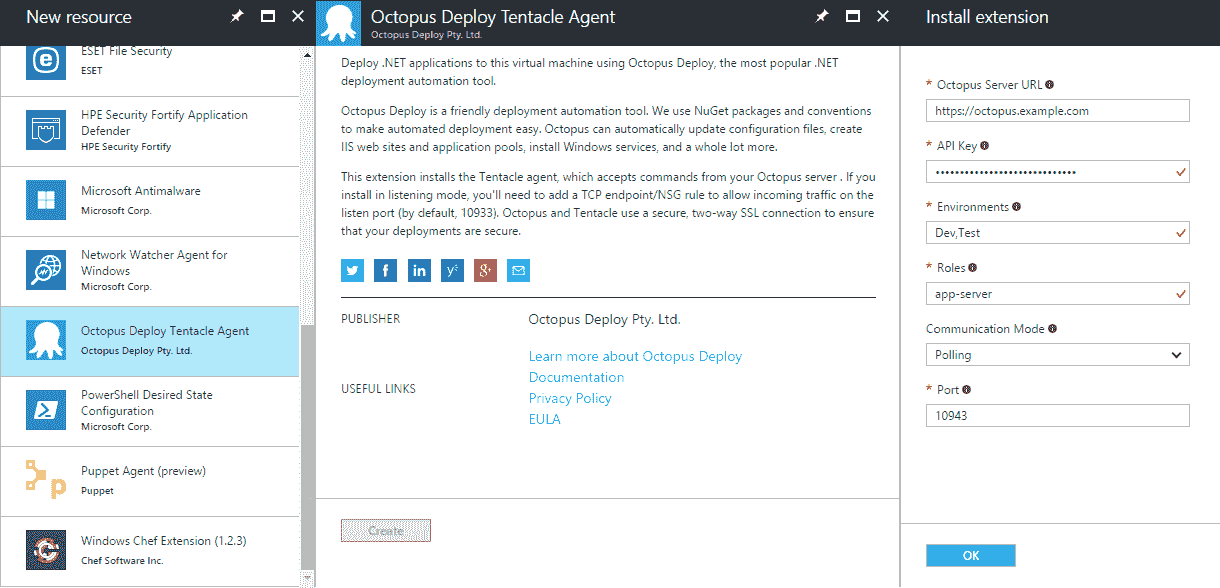 New resource
ESET File Security
ESET
HPE Security Fortify Application
Defender
HPE Security Fortify
Microsoft Antimalware
Microsoft Corp.
Network Watcher Agent for
Windows
Microsoft Corp.
Octopus Deploy Tentacle Agent
Octopus Deploy Pty. Ltd.
PowerShell Desired State
Configuration
Microsoft Corp.
Puppet Agent (preview)
Puppet
Windows Chef Extension (1.2.3)
Chef Software Inc.
Octopus Deploy Tentacle Agent
Octopus Deploy Pty. Ltd.
Deploy .NET applications to this virtual machine using Octopus Deploy, the most popular .NET
deployment automation tool.
Octopus Deploy is a friendly deployment automation tool. We use NuGet packages and conventions
to make automated deployment easy. Octopus can automatically update configuration files, create
IIS web sites and application pools, install Windows services, and a whole lot more.
This extension installs the Tentacle agent, which accepts commands from your Octopus server . If you
install in listening mode, you'll need to add a TCP endpoint/NSG rule to allow incoming traffic on the
listen port (by default, 10933). Octopus and Tentacle use a secure, two-way SSL connection to ensure
that your deployments are secure.
PUBLISHER
Octopus Deploy Pty. Ltd.
USEFUL LINKS
Learn more about Octopus Deploy
Documentation
Privacy Policy
EULA
Create
Install extension
* Octopus Server URL
https://octopus.example.com
* API Key
•••••••••••••••••••••••••••••
* Environments
Dev,Test
* Roles
app-server
Communication Mode
Polling
* Port
10943
OK